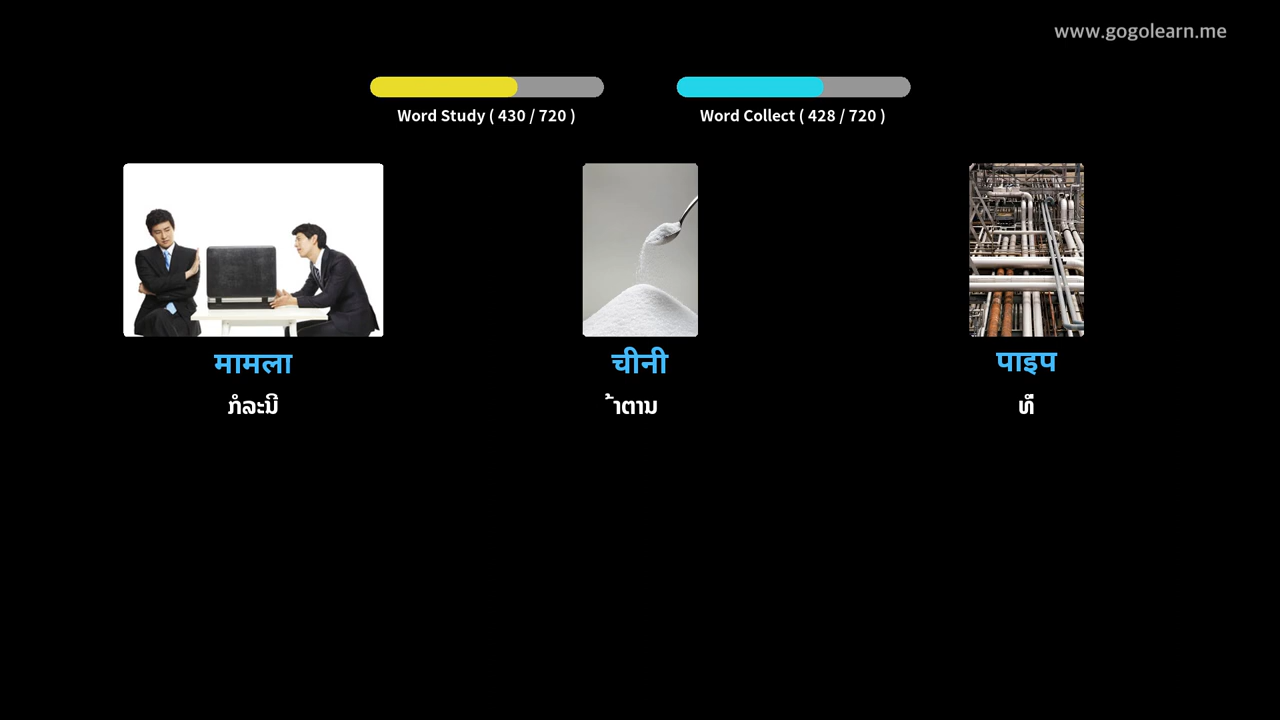 www.gogolearn.me
Word Study ( 430 / 720 )
Word Collect ( 428 / 720 )
मामला
चीनी
पाइप
ກໍລະນີ
້ຳຕານ
ທໍ່